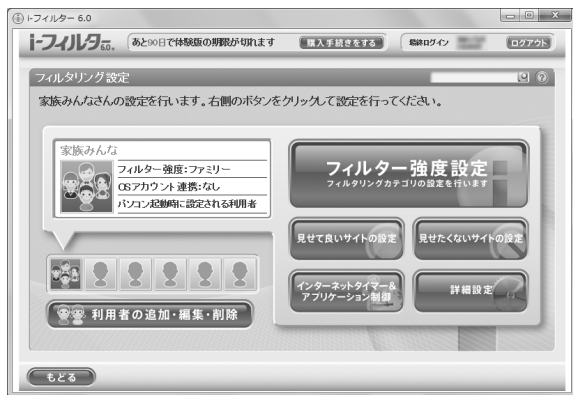 i-フィルター 6.0
i-フィルター6.0.
あと90日で体験版の期限が切れます
購入手続きをする
最終ログイン
ログアウト
フィルタリング設定
家族みんなさんの設定を行います。右側のボタンをクリックして設定を行ってください。
家族みんな
フィルター強度:ファミリー
OSアカウント連携:なし
パソコン起動時に設定される利用者
利用者の追加・編集・削除
フィルター強度設定
フィルタリングカテゴリの設定を行います
見せて良いサイトの設定
見せたくないサイトの設定
インターネットタイマー&
アプリケーション制御
詳細設定
もどる